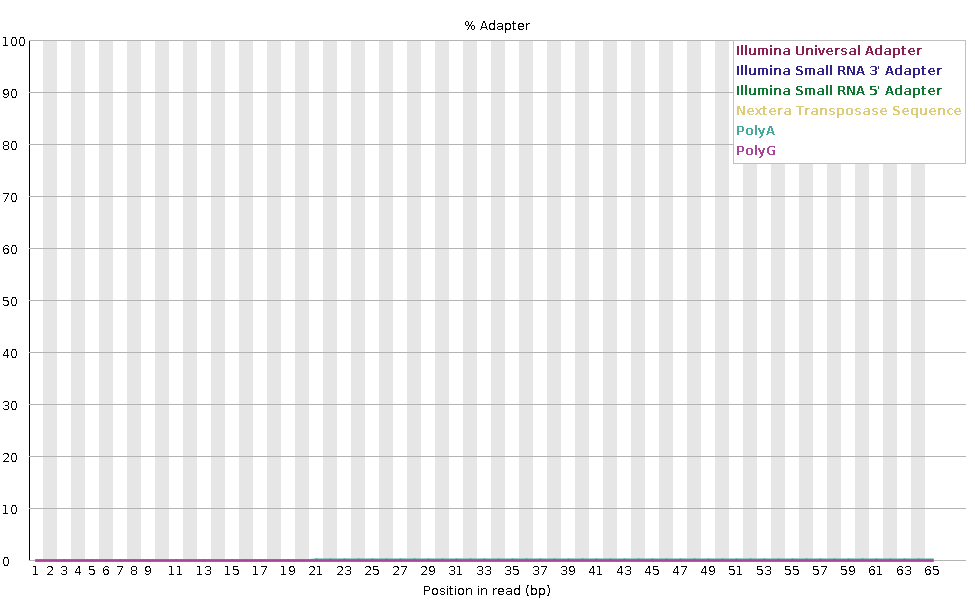 % Adapter
100
90
80
70
60
50
40
30
20
10
0
Illumina Universal Adapter
Illumina Small RNA 3' Adapter
Illumina Small RNA 5' Adapter
Nextera Transposase Sequence
PolyA
PolyG
1 2 3 4 5 6 7 8 9 11 13 15 17 19 21 23 25 27 29 31 33 35 37 39 41 43 45 47 49 51 53 55 57 59 61 63 65
Position in read (bp)